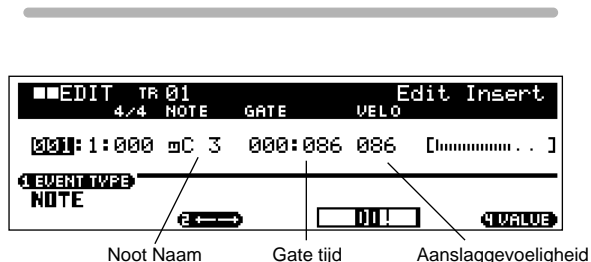 EDIT TR 01 Edit Insert
4/4 NOTE GATE VELO
001:1:000 C 3 000:086 086 [ .. ]
1 EVENT TYPE
NOTE
2 ←→ DO! 4 VALUE
Noot Naam Gate tijd Aanslaggevoeligheid